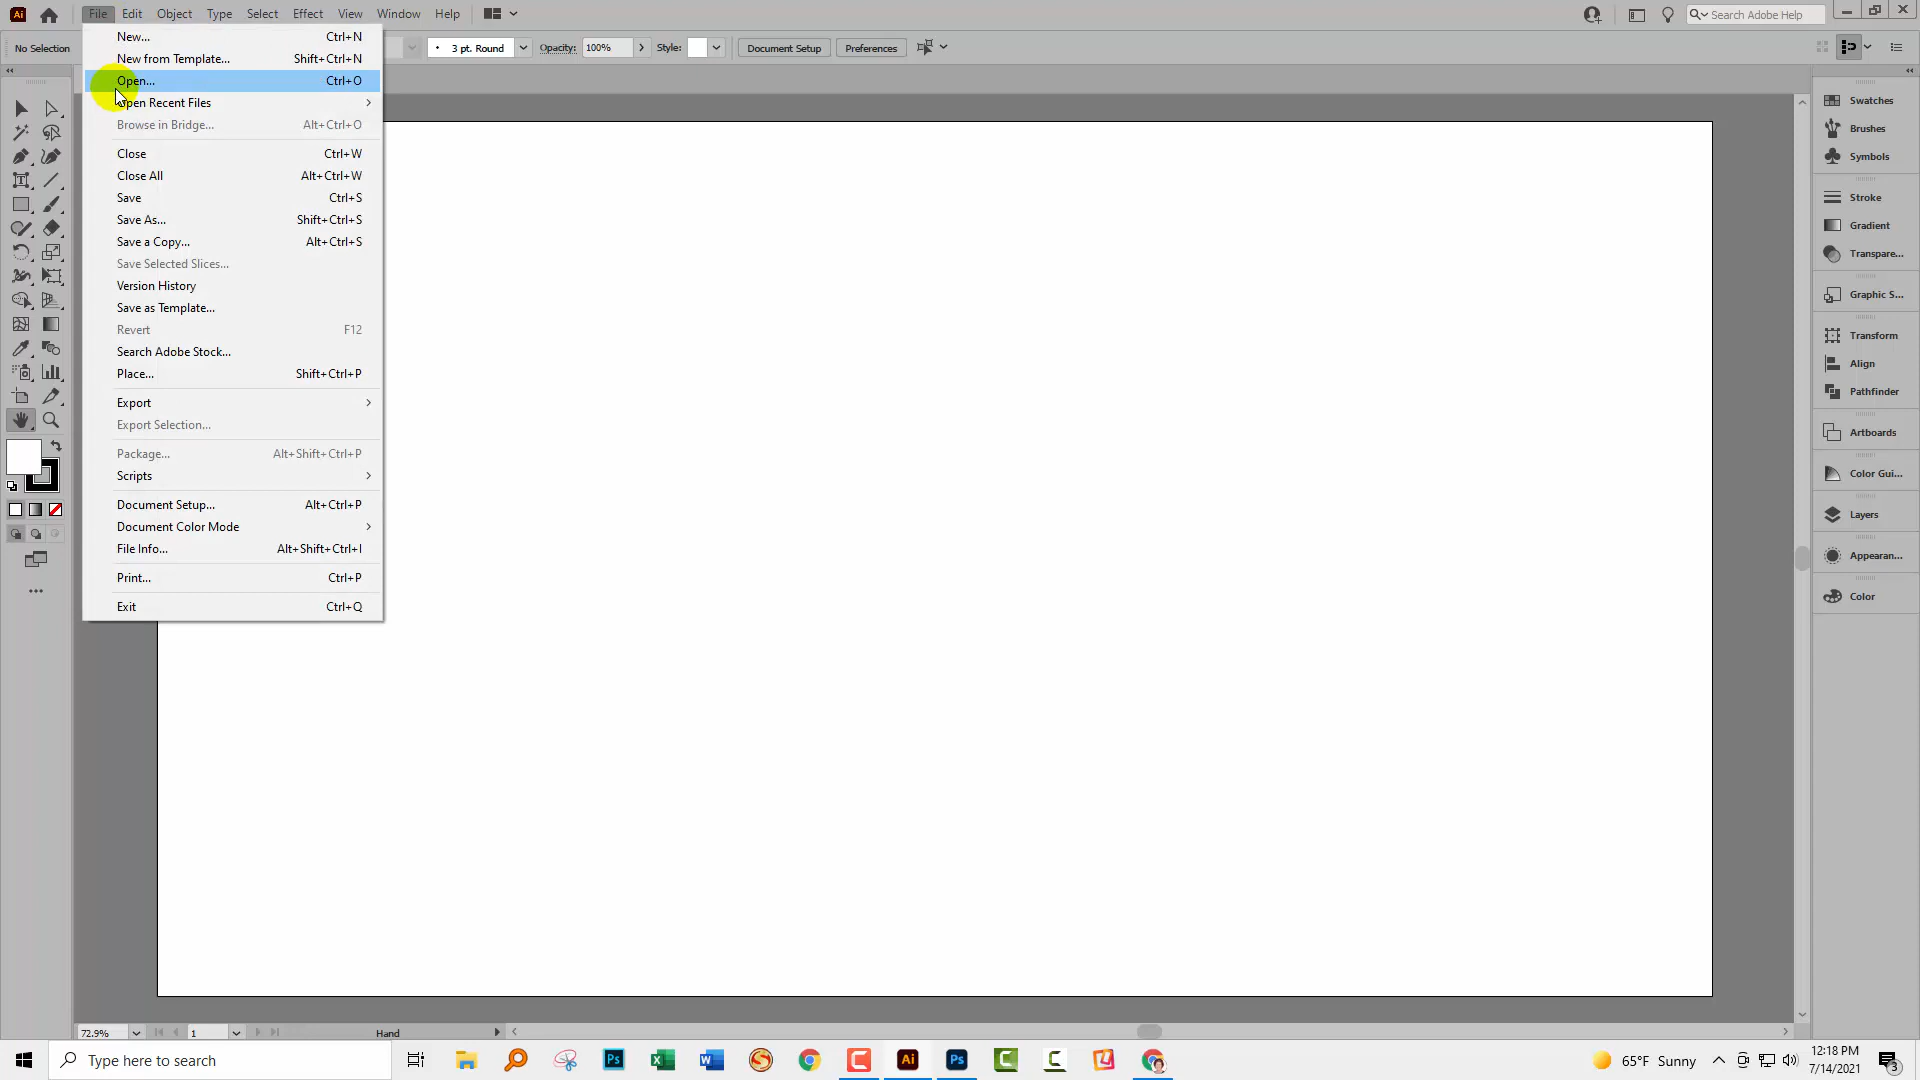 Ai File Edit Object Type Select Effect View Window Help Search Adobe Help
No Selection 3 pt. Round Opacity: 100% Style: Document Setup Preferences
New... Ctrl+N
New from Template... Shift+Ctrl+N
Open... Ctrl+O
Open Recent Files
Browse in Bridge... Alt+Ctrl+O
Close Ctrl+W
Close All Alt+Ctrl+W
Save Ctrl+S
Save As... Shift+Ctrl+S
Save a Copy... Alt+Ctrl+S
Save Selected Slices...
Version History
Save as Template...
Revert F12
Search Adobe Stock...
Place... Shift+Ctrl+P
Export
Export Selection...
Package... Alt+Shift+Ctrl+P
Scripts
Document Setup... Alt+Ctrl+P
Document Color Mode
File Info... Alt+Shift+Ctrl+I
Print... Ctrl+P
Exit Ctrl+Q
Swatches
Brushes
Symbols
Stroke
Gradient
Transpare...
Graphic S...
Transform
Align
Pathfinder
Artboards
Color Gui...
Layers
Appearan...
Color
72.9% 1 Hand
Type here to search Ps Ai Ps 65°F Sunny 12:18 PM
7/14/2021 3